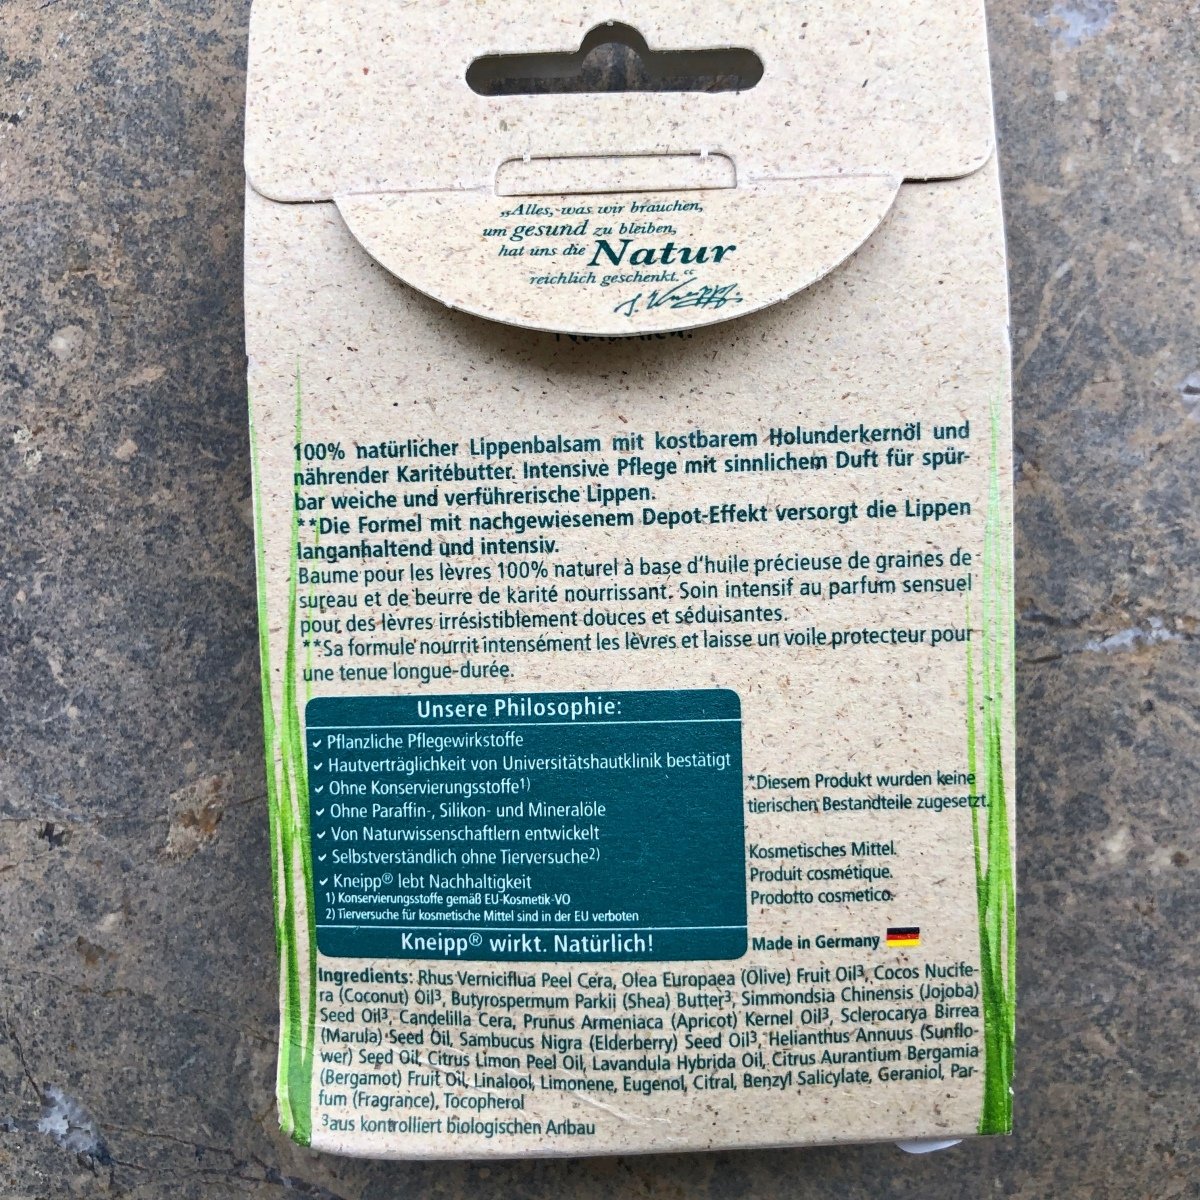 „Alles, was wir brauchen,
um gesund zu bleiben,
hat uns die Natur
reichlich geschenkt.“
100% natürlicher Lippenbalsam mit kostbarem Holunderkernöl und
nährender Karitébutter. Intensive Pflege mit sinnlichem Duft für spür-
bar weiche und verführerische Lippen.
**Die Formel mit nachgewiesenem Depot-Effekt versorgt die Lippen
langanhaltend und intensiv.
Baume pour les lèvres 100% naturel à base d'huile précieuse de graines de
sureau et de beurre de karité nourrissant. Soin intensif au parfum sensuel
pour des lèvres irrésistiblement douces et séduisantes.
**Sa formule nourrit intensément les lèvres et laisse un voile protecteur pour
une tenue longue-durée.
Unsere Philosophie:
✓ Pflanzliche Pflegewirkstoffe
✓ Hautverträglichkeit von Universitätshautklinik bestätigt
✓ Ohne Konservierungsstoffe¹⁾
✓ Ohne Paraffin-, Silikon- und Mineralöle
✓ Von Naturwissenschaftlern entwickelt
✓ Selbstverständlich ohne Tierversuche²⁾
✓ Kneipp® lebt Nachhaltigkeit
1) Konservierungsstoffe gemäß EU-Kosmetik-VO
2) Tierversuche für kosmetische Mittel sind in der EU verboten
Kneipp® wirkt. Natürlich!
*Diesem Produkt wurden keine
tierischen Bestandteile zugesetzt.
Kosmetisches Mittel.
Produit cosmétique.
Prodotto cosmetico.
Made in Germany
Ingredients: Rhus Verniciflua Peel Cera, Olea Europaea (Olive) Fruit Oil³, Cocos Nucife-
ra (Coconut) Oil³, Butyrospermum Parkii (Shea) Butter³, Simmondsia Chinensis (Jojoba)
Seed Oil³, Candelilla Cera, Prunus Armeniaca (Apricot) Kernel Oil³, Sclerocarya Birrea
(Marula) Seed Oil, Sambucus Nigra (Elderberry) Seed Oil³, Helianthus Annuus (Sunflo-
wer) Seed Oil, Citrus Limon Peel Oil, Lavandula Hybrida Oil, Citrus Aurantium Bergamia
(Bergamot) Fruit Oil, Linalool, Limonene, Eugenol, Citral, Benzyl Salicylate, Geraniol, Par-
fum (Fragrance), Tocopherol
³aus kontrolliert biologischen Anbau